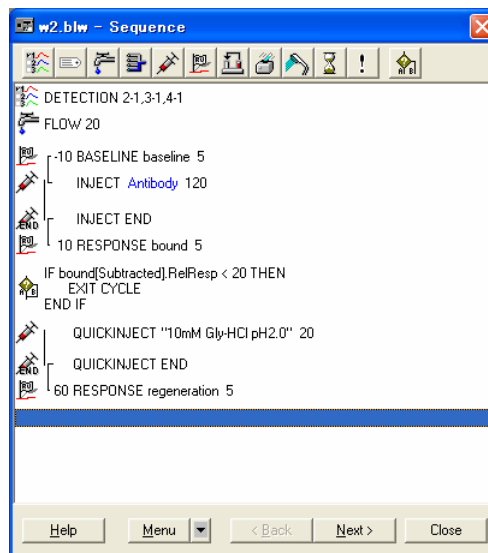 w2.blw - Sequence
DETECTION 2-1,3-1,4-1
FLOW 20
-10 BASELINE baseline 5
INJECT Antibody 120
INJECT END
10 RESPONSE bound 5
IF bound[Subtracted].RelResp < 20 THEN
EXIT CYCLE
END IF
QUICKINJECT "10mM Gly-HCl pH2.0" 20
QUICKINJECT END
60 RESPONSE regeneration 5
Help Menu < Back Next > Close